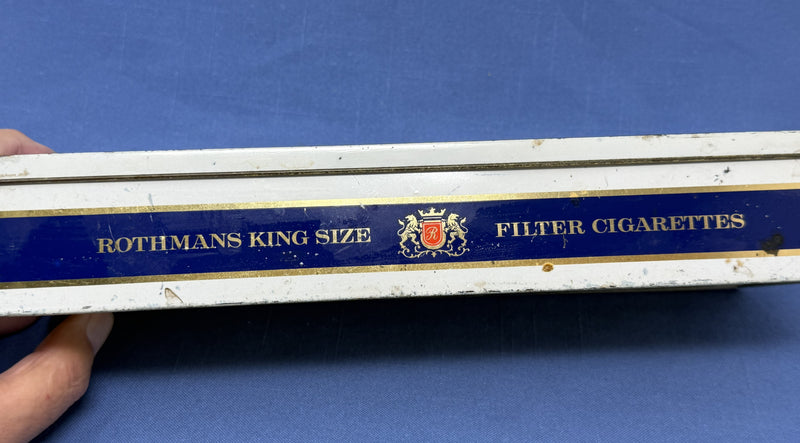 ROTHMANS KING SIZE R FILTER CIGARETTES